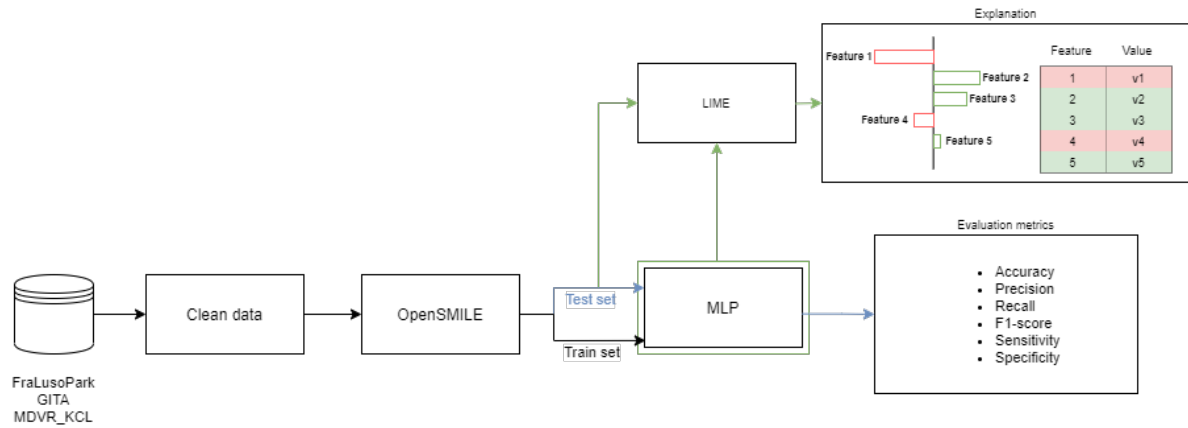 Explanation
Feature 1
Feature 2
Feature 3
Feature 4
Feature 5
Feature Value
1 v1
2 v2
3 v3
4 v4
5 v5
LIME
Evaluation metrics
• Accuracy
• Precision
• Recall
• F1-score
• Sensitivity
• Specificity
Clean data
OpenSMILE
Test set
Train set
MLP
FraLusoPark
GITA
MDVR_KCL